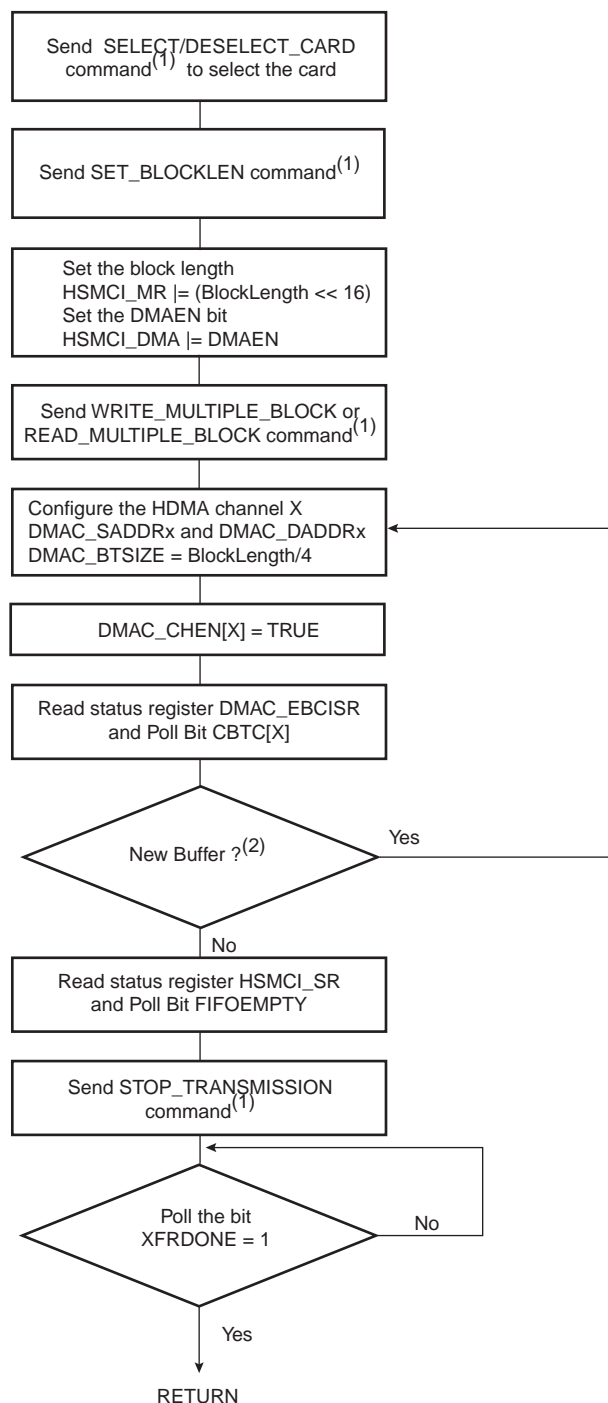 Send SELECT/DESELECT_CARD
command(1) to select the card
Send SET_BLOCKLEN command(1)
Set the block length
HSMCI_MR |= (BlockLength << 16)
Set the DMAEN bit
HSMCI_DMA |= DMAEN
Send WRITE_MULTIPLE_BLOCK or
READ_MULTIPLE_BLOCK command(1)
Configure the HDMA channel X
DMAC_SADDRx and DMAC_DADDRx
DMAC_BTSIZE = BlockLength/4
DMAC_CHEN[X] = TRUE
Read status register DMAC_EBCISR
and Poll Bit CBTC[X]
New Buffer ?(2)
Yes
No
Read status register HSMCI_SR
and Poll Bit FIFOEMPTY
Send STOP_TRANSMISSION
command(1)
Poll the bit
XFRDONE = 1
No
Yes
RETURN